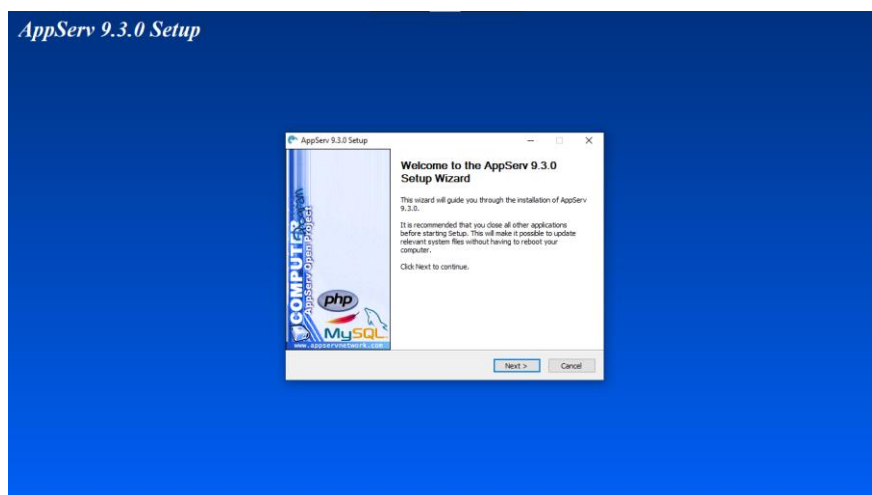 AppServ 9.3.0 Setup
AppServ 9.3.0 Setup
Welcome to the AppServ 9.3.0
Setup Wizard
This wizard will guide you through the installation of AppServ
9.3.0.
It is recommended that you close all other applications
before starting Setup. This will make it possible to update
relevant system files without having to reboot your
computer.
Click Next to continue.
COMPUTER
AppServ Open Project
php
MySQL
www.appservnetwork.com
Next >
Cancel